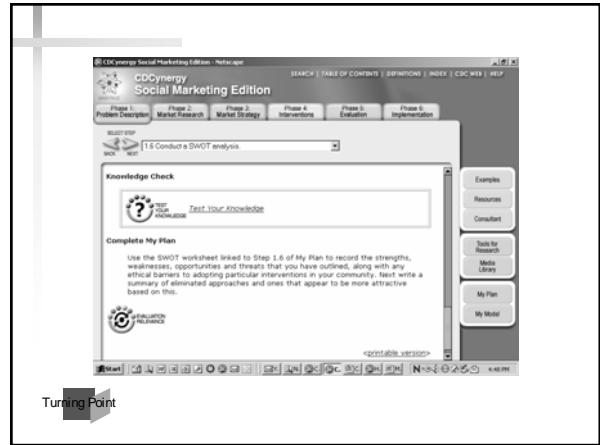 CDCynergy Social Marketing Edition - Netscape
SEARCH | TABLE OF CONTENTS | DEFINITIONS | INDEX | CDC WEB | HELP
CDCynergy
Social Marketing Edition
Phase 1: Problem Description
Phase 2: Market Research
Phase 3: Market Strategy
Phase 4: Interventions
Phase 5: Evaluation
Phase 6: Implementation
SELECT STEP
BACK NEXT
1.6 Conduct a SWOT analysis.
Knowledge Check
TEST YOUR KNOWLEDGE
Test Your Knowledge
Complete My Plan
Use the SWOT worksheet linked to Step 1.6 of My Plan to record the strengths,
weaknesses, opportunities and threats that you have outlined, along with any
ethical barriers to adopting particular interventions in your community. Next write a
summary of eliminated approaches and ones that appear to be more attractive
based on this.
EVALUATION
RELEVANCE
<printable version>
Examples
Resources
Consultant
Tools for
Research
Media
Library
My Plan
My Model
Start
4:48 PM
Turning Point